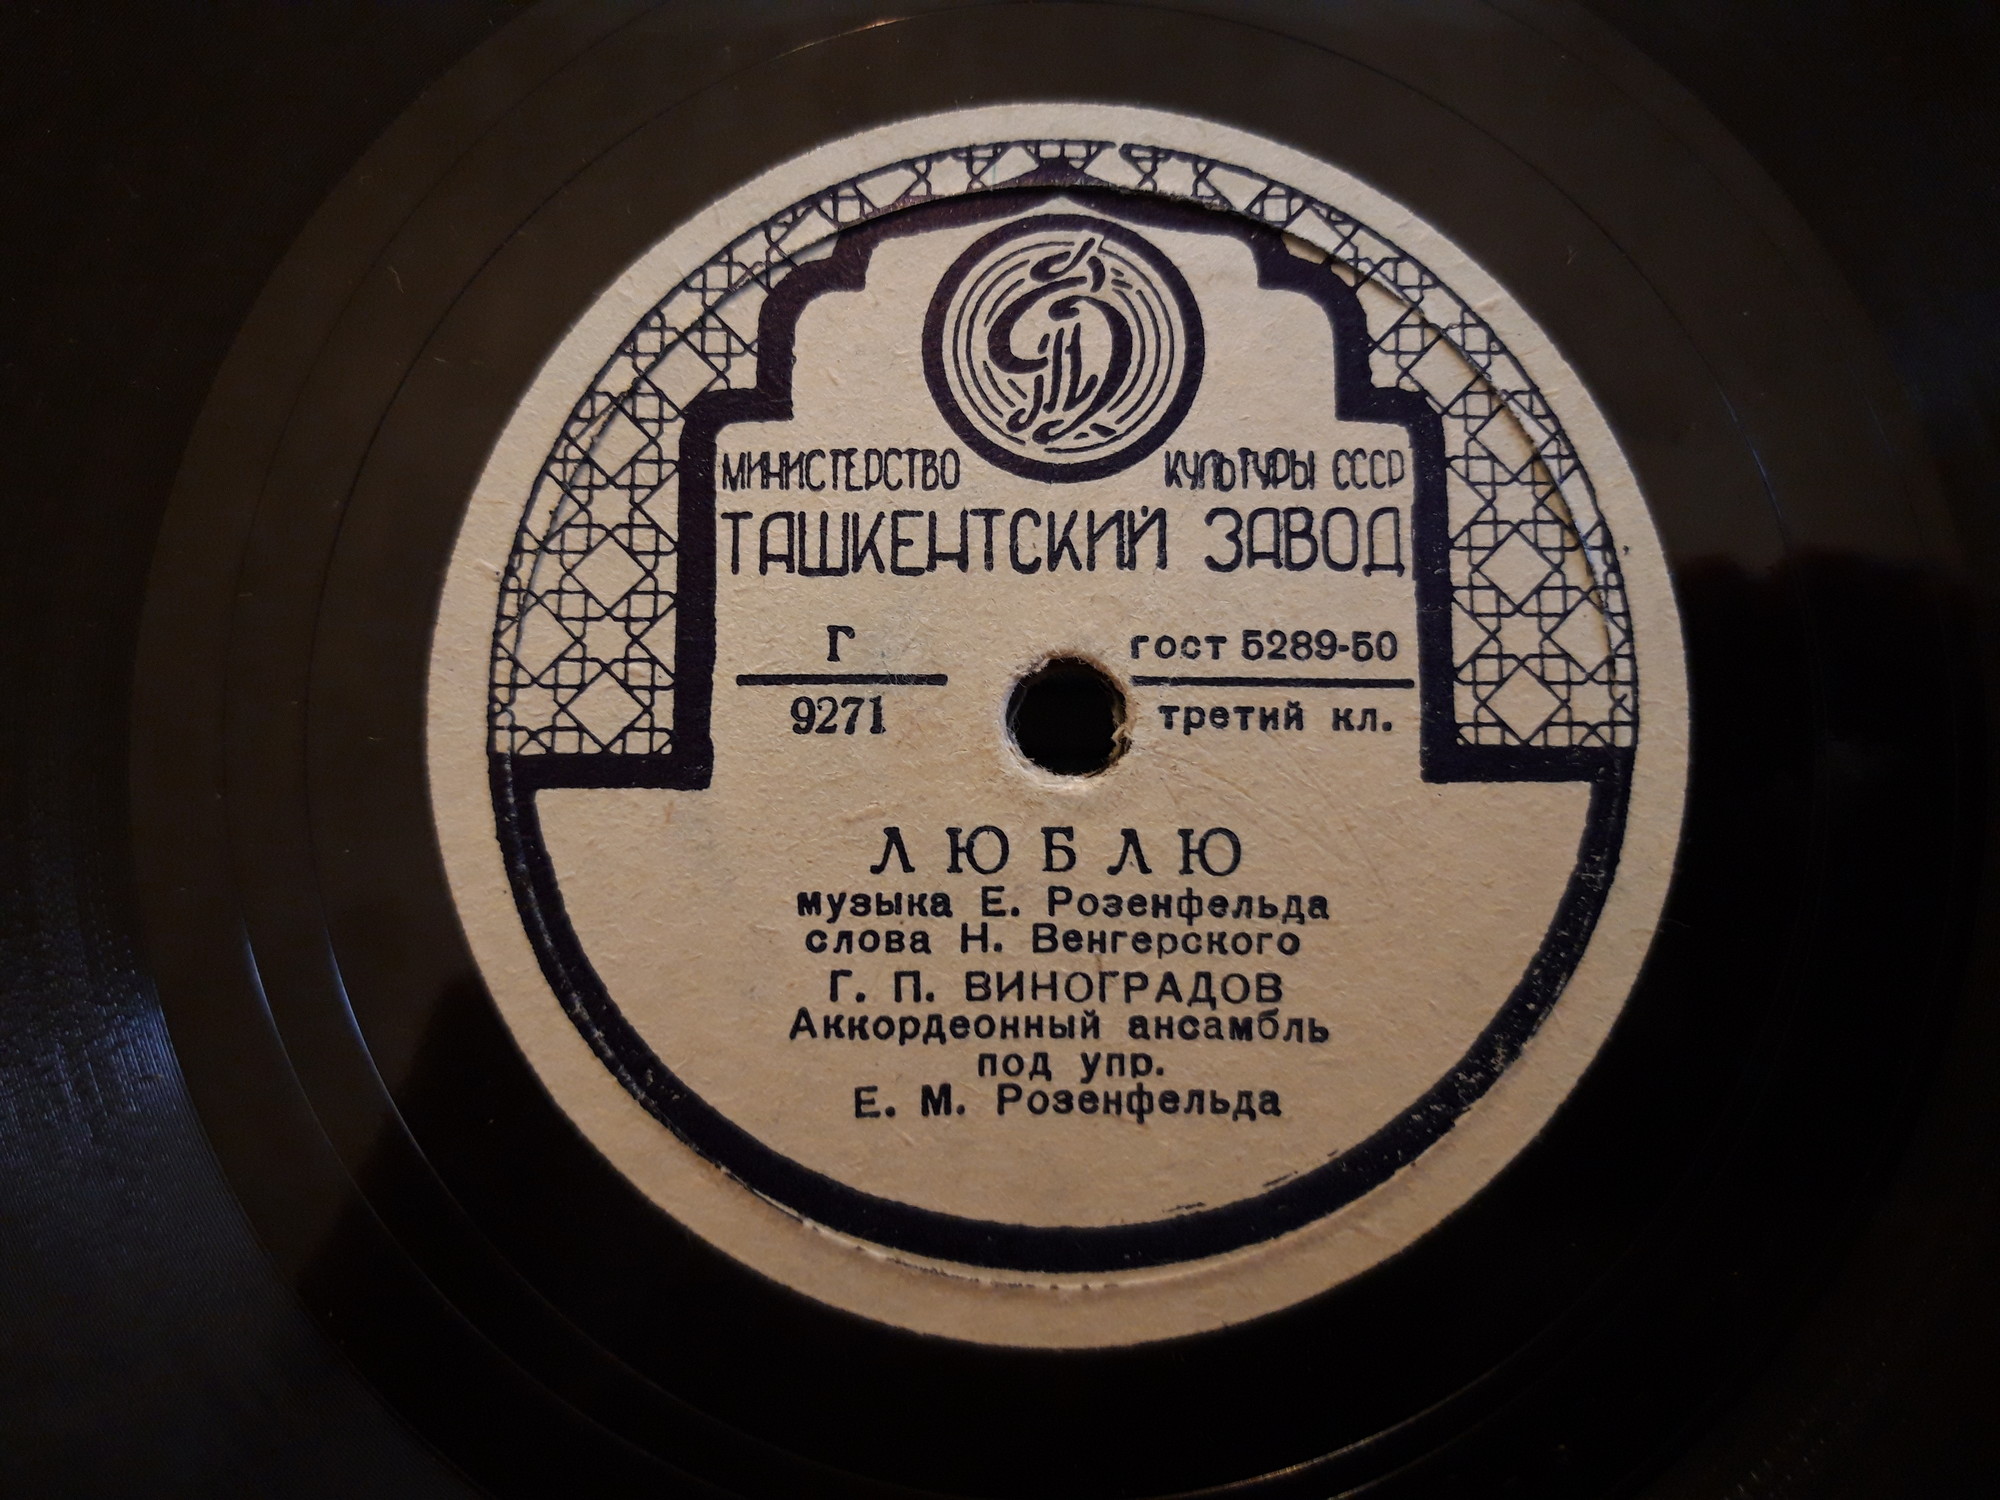 МИНИСТЕРСТВО КУЛЬТУРЫ СССР
ТАШКЕНТСКИЙ ЗАВОД
Г
9271
гост 5289-50
третий кл.
ЛЮБЛЮ
музыка Е. Розенфельда
слова Н. Венгерского
Г. П. ВИНОГРАДОВ
Аккордеонный ансамбль
под упр.
Е. М. Розенфельда